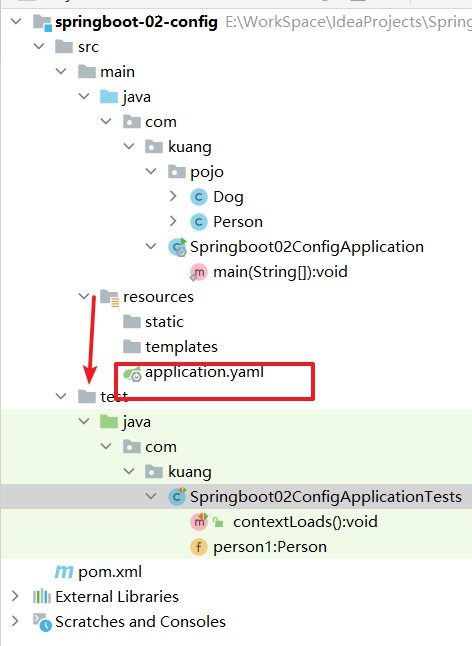 springboot-02-config E:\WorkSpace\IdeaProjects\Spring
src
main
java
com
kuang
pojo
Dog
Person
Springboot02ConfigApplication
main(String[]):void
resources
static
templates
application.yaml
test
java
com
kuang
Springboot02ConfigApplicationTests
contextLoads():void
person1:Person
pom.xml
External Libraries
Scratches and Consoles